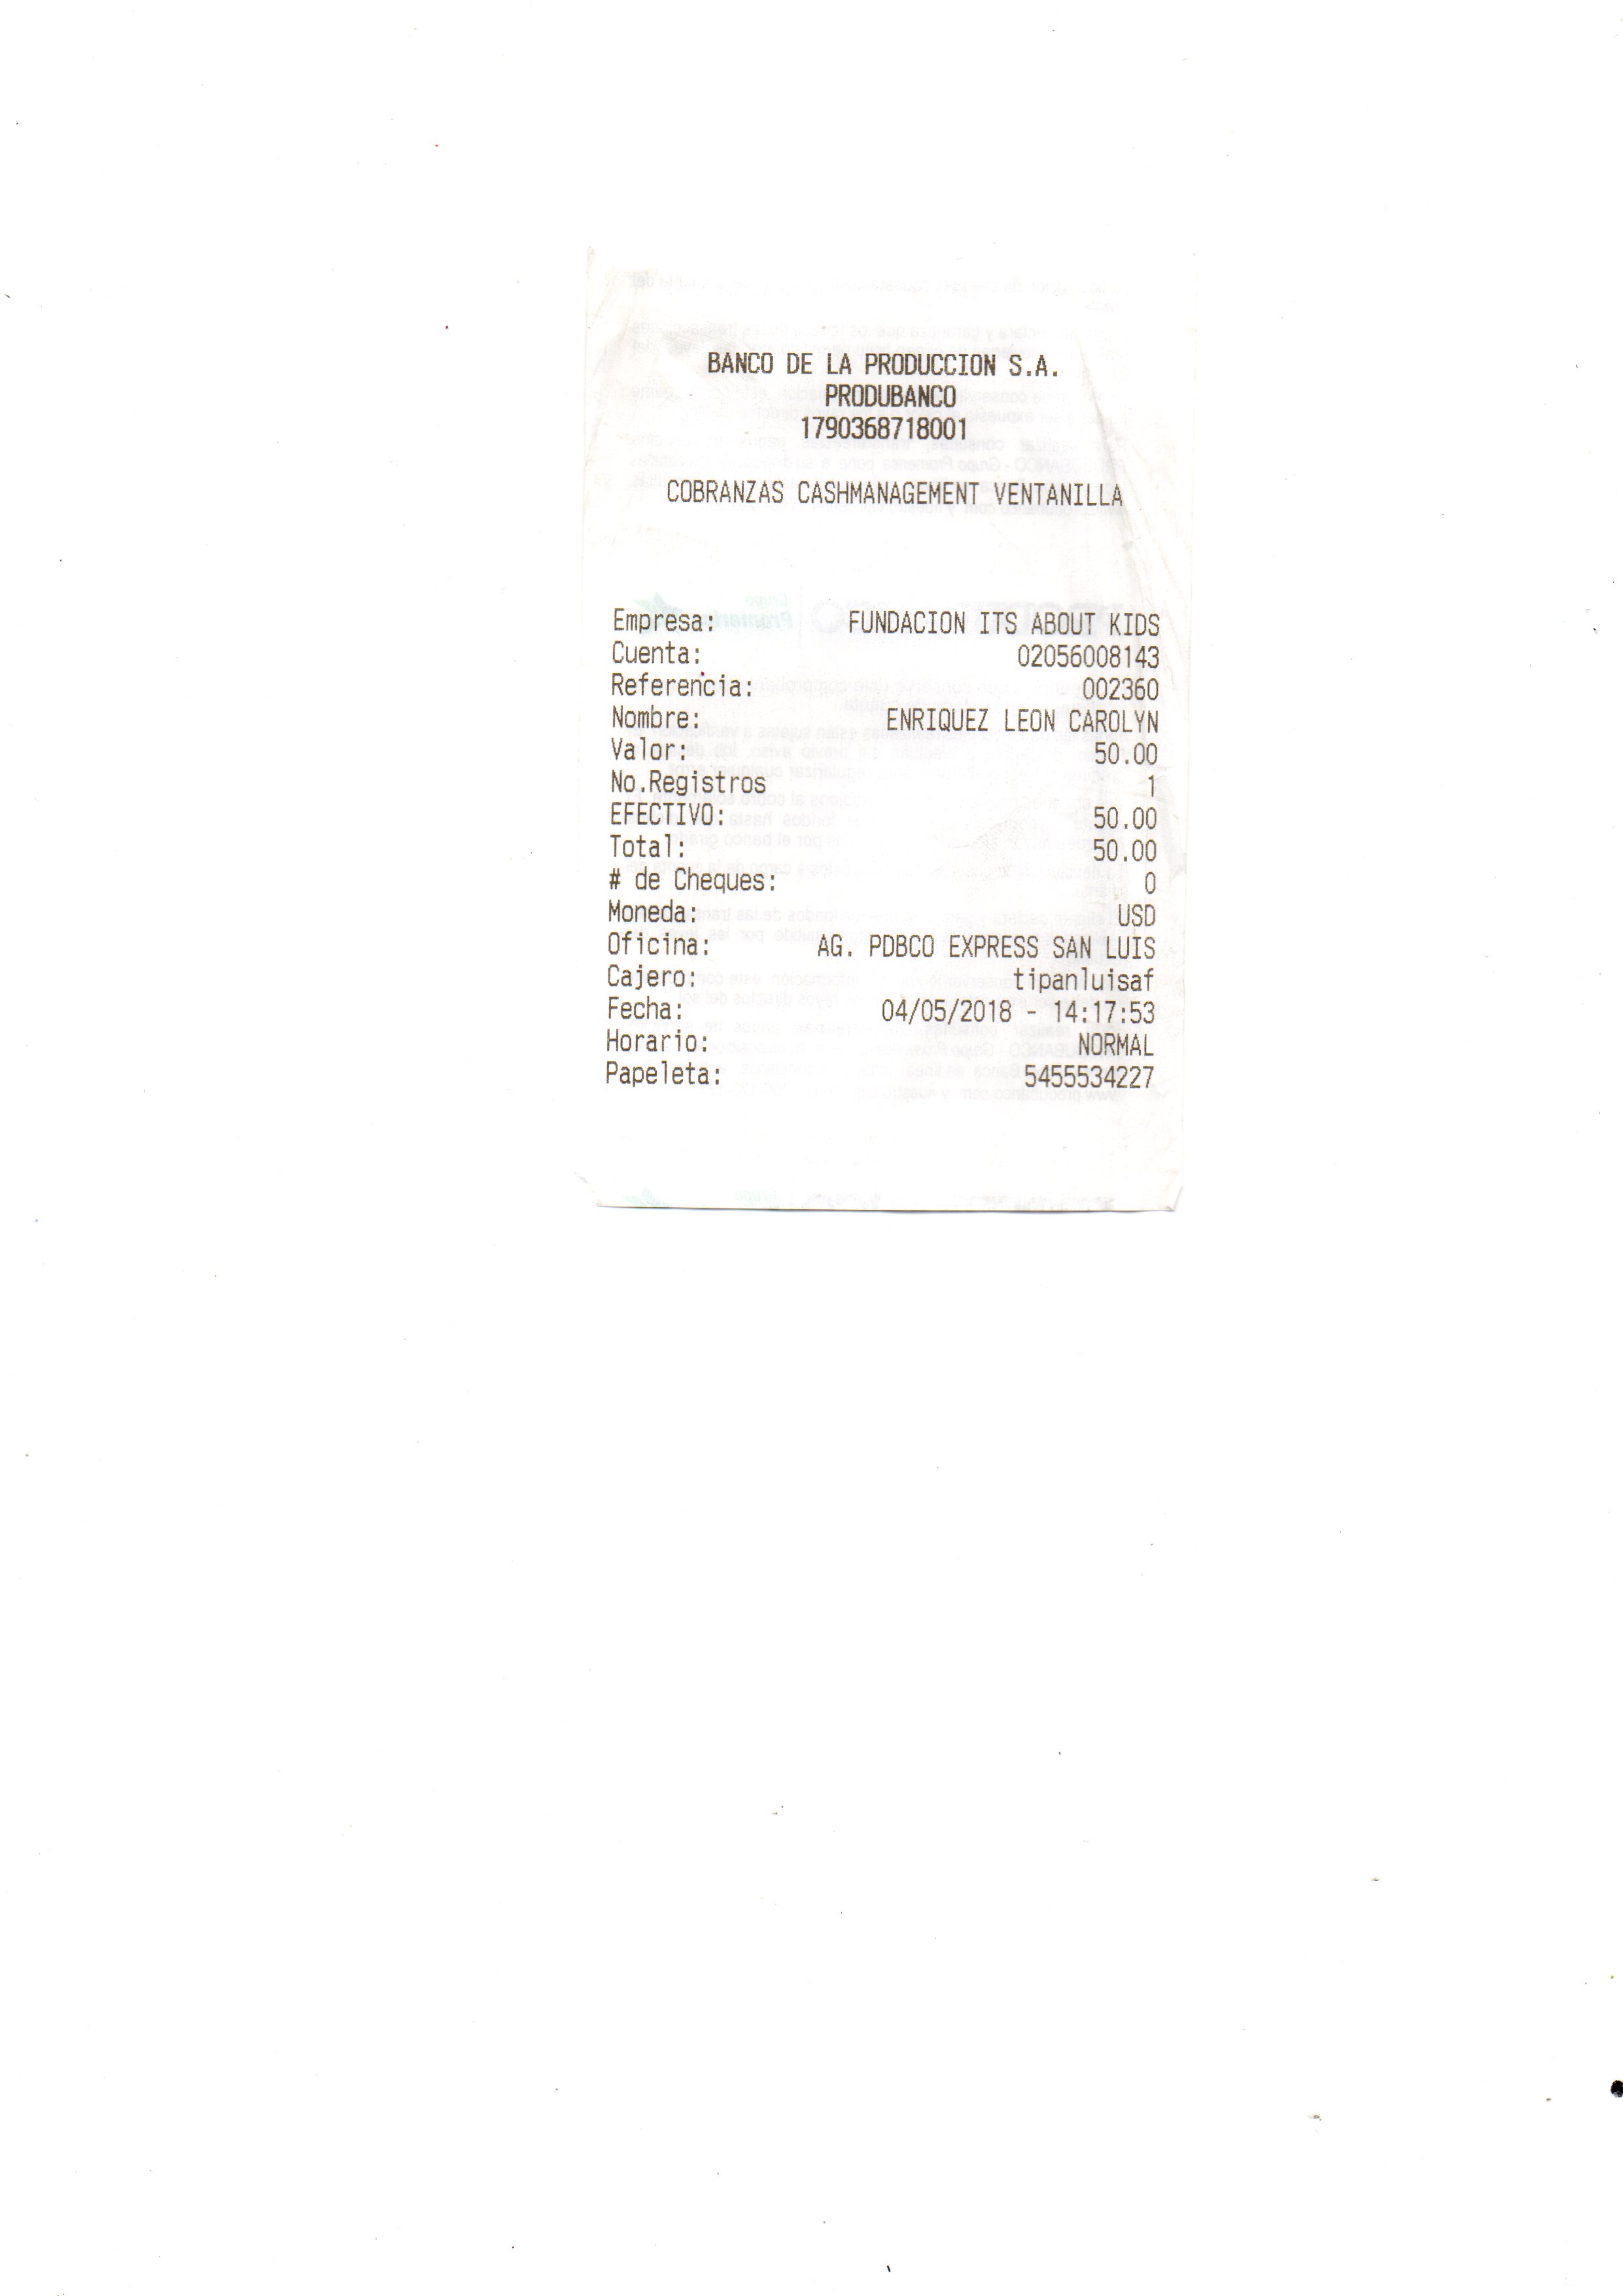 BANCO DE LA PRODUCCION S.A.
PRODUBANCO
1790368718001
COBRANZAS CASHMANAGEMENT VENTANILLA
Empresa: FUNDACION ITS ABOUT KIDS
Cuenta: 02056008143
Referencia: 002360
Nombre: ENRIQUEZ LEON CAROLYN
Valor: 50.00
No.Registros 1
EFECTIVO: 50.00
Total: 50.00
# de Cheques: 0
Moneda: USD
Oficina: AG. PDBCO EXPRESS SAN LUIS
Cajero: tipanluisaf
Fecha: 04/05/2018 - 14:17:53
Horario: NORMAL
Papeleta: 5455534227